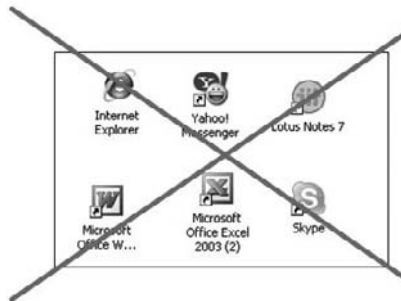 Internet
Explorer
Yahoo!
Messenger
Lotus Notes 7
Microsoft
Office W...
Microsoft
Office Excel
2003 (2)
Skype